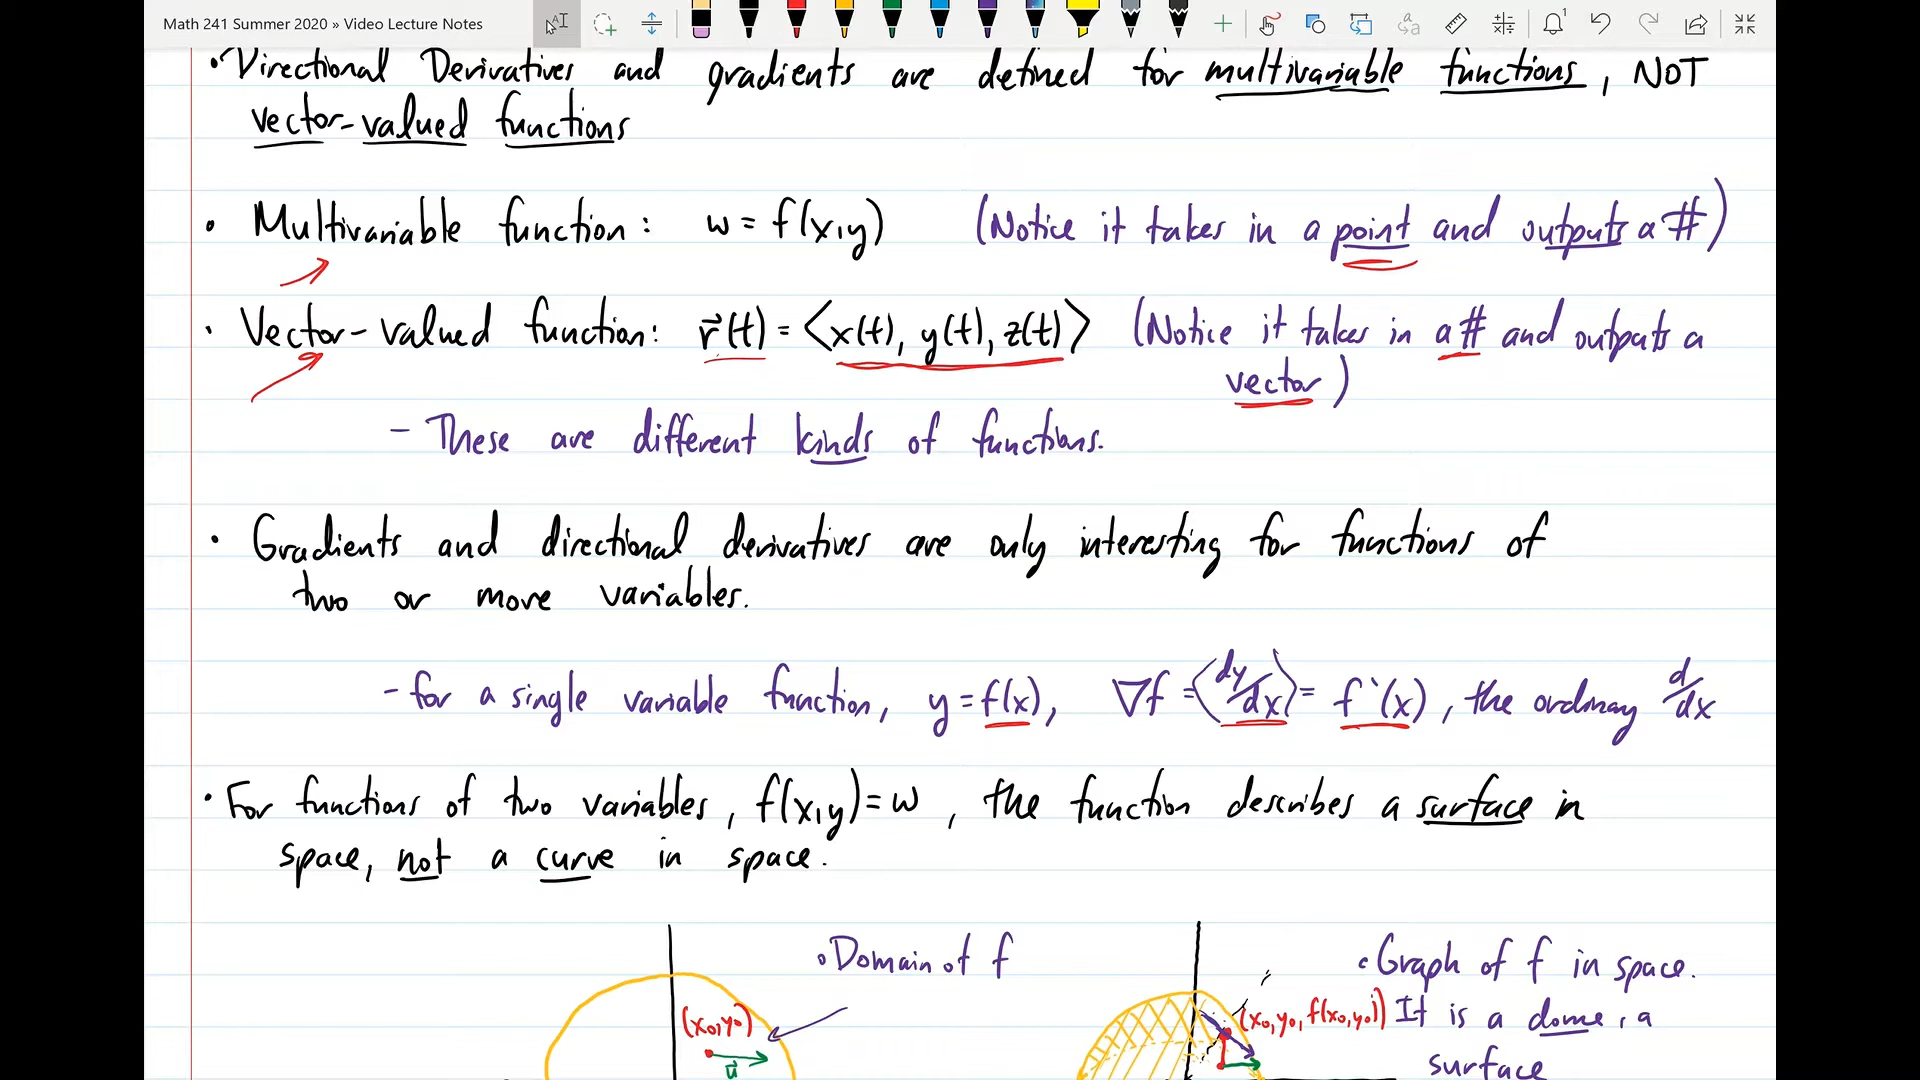 Math 241 Summer 2020 » Video Lecture Notes
• Directional Derivatives and gradients are defined for multivariable functions, NOT
vector-valued functions
• Multivariable function: w = f(x,y) (Notice it takes in a point and outputs a #)
• Vector-valued function: r⃗(t) = ⟨x(t), y(t), z(t)⟩ (Notice it takes in a # and outputs a
vector)
- These are different kinds of functions.
• Gradients and directional derivatives are only interesting for functions of
two or more variables.
- for a single variable function, y = f(x), ∇f = ⟨dy/dx⟩ = f'(x), the ordinary d/dx
• For functions of two variables, f(x,y) = w, the function describes a surface in
space, not a curve in space.
• Domain of f
(x₀,y₀)
u⃗
• Graph of f in space.
(x₀, y₀, f(x₀,y₀)) It is a dome, a
surface